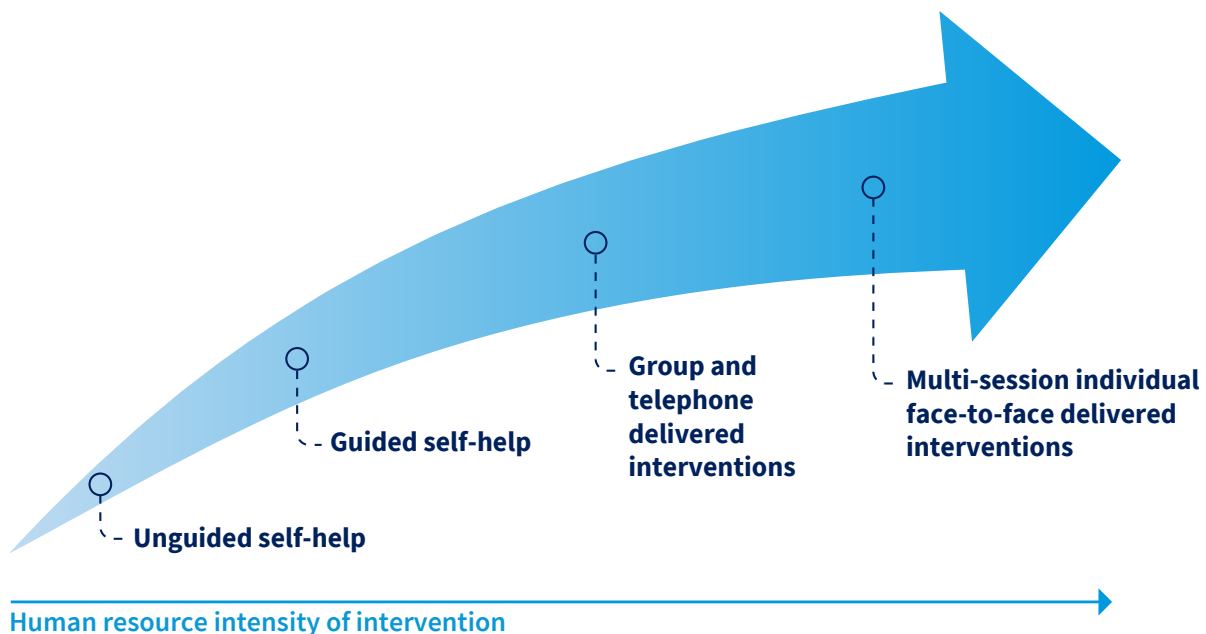 Unguided self-help
Guided self-help
Group and
telephone
delivered
interventions
Multi-session individual
face-to-face delivered
interventions
Human resource intensity of intervention